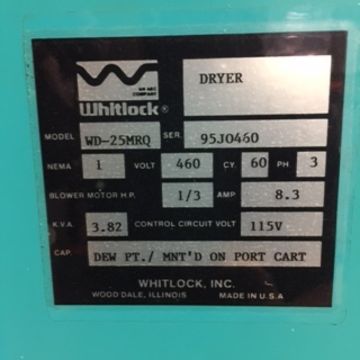 DRYER
AN AEC
COMPANY
Whitlock®
MODEL WD-25MRQ SER. 95J0460
NEMA 1 VOLT 460 CY. 60 PH. 3
BLOWER MOTOR H.P. 1/3 AMP 8.3
K.V.A. 3.82 CONTROL CIRCUIT VOLT 115V
CAP. DEW PT./ MNT'D ON PORT CART
WHITLOCK, INC.
WOOD DALE, ILLINOIS MADE IN U.S.A